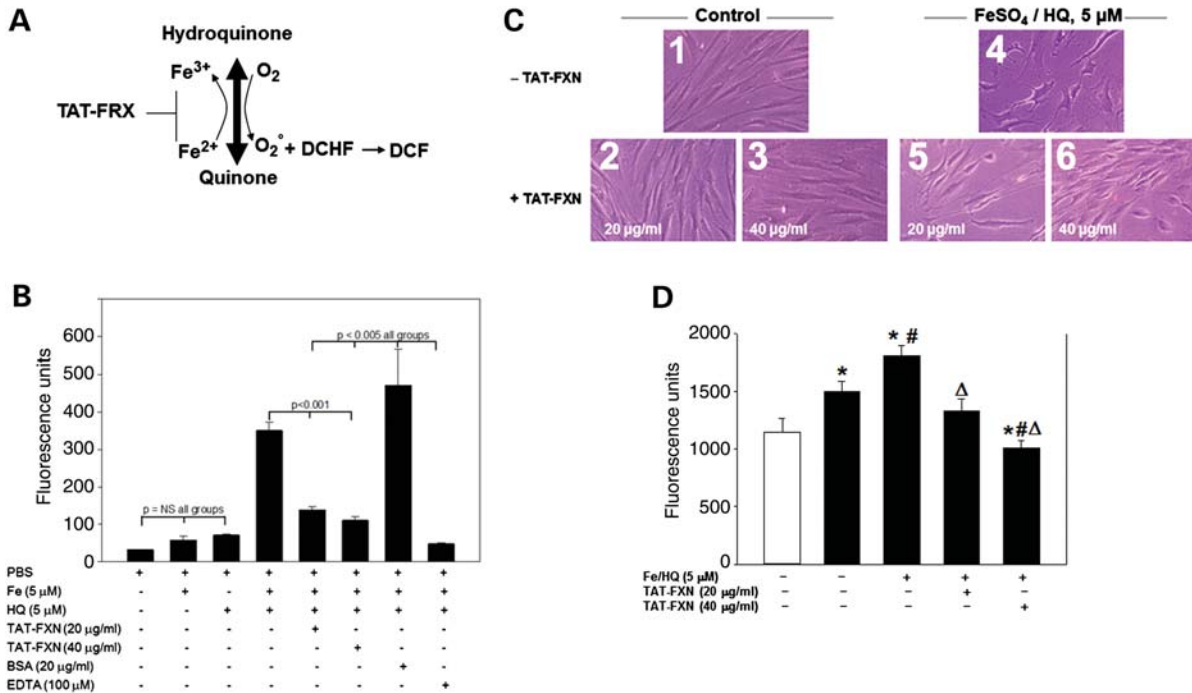 A
Hydroquinone
Fe3+ O2
TAT-FRX
Fe2+ O2° + DCHF → DCF
Quinone
C
Control FeSO4 / HQ, 5 µM
1 4
– TAT-FXN
2 3 5 6
+ TAT-FXN
20 µg/ml 40 µg/ml 20 µg/ml 40 µg/ml
B
Fluorescence units
600
500
400
300
200
100
0
p < 0.005 all groups
p<0.001
p = NS all groups
PBS + + + + + + + +
Fe (5 µM) - + - + + + + +
HQ (5 µM) - - + + + + + +
TAT-FXN (20 µg/ml) - - - - + - - -
TAT-FXN (40 µg/ml) - - - - - + - -
BSA (20 µg/ml) - - - - - - + -
EDTA (100 µM) - - - - - - - +
D
Fluorescence units
2000
1500
1000
500
0
* * # Δ *#Δ
Fe/HQ (5 µM) – – + + +
TAT-FXN (20 µg/ml) – – – + –
TAT-FXN (40 µg/ml) – – – – +